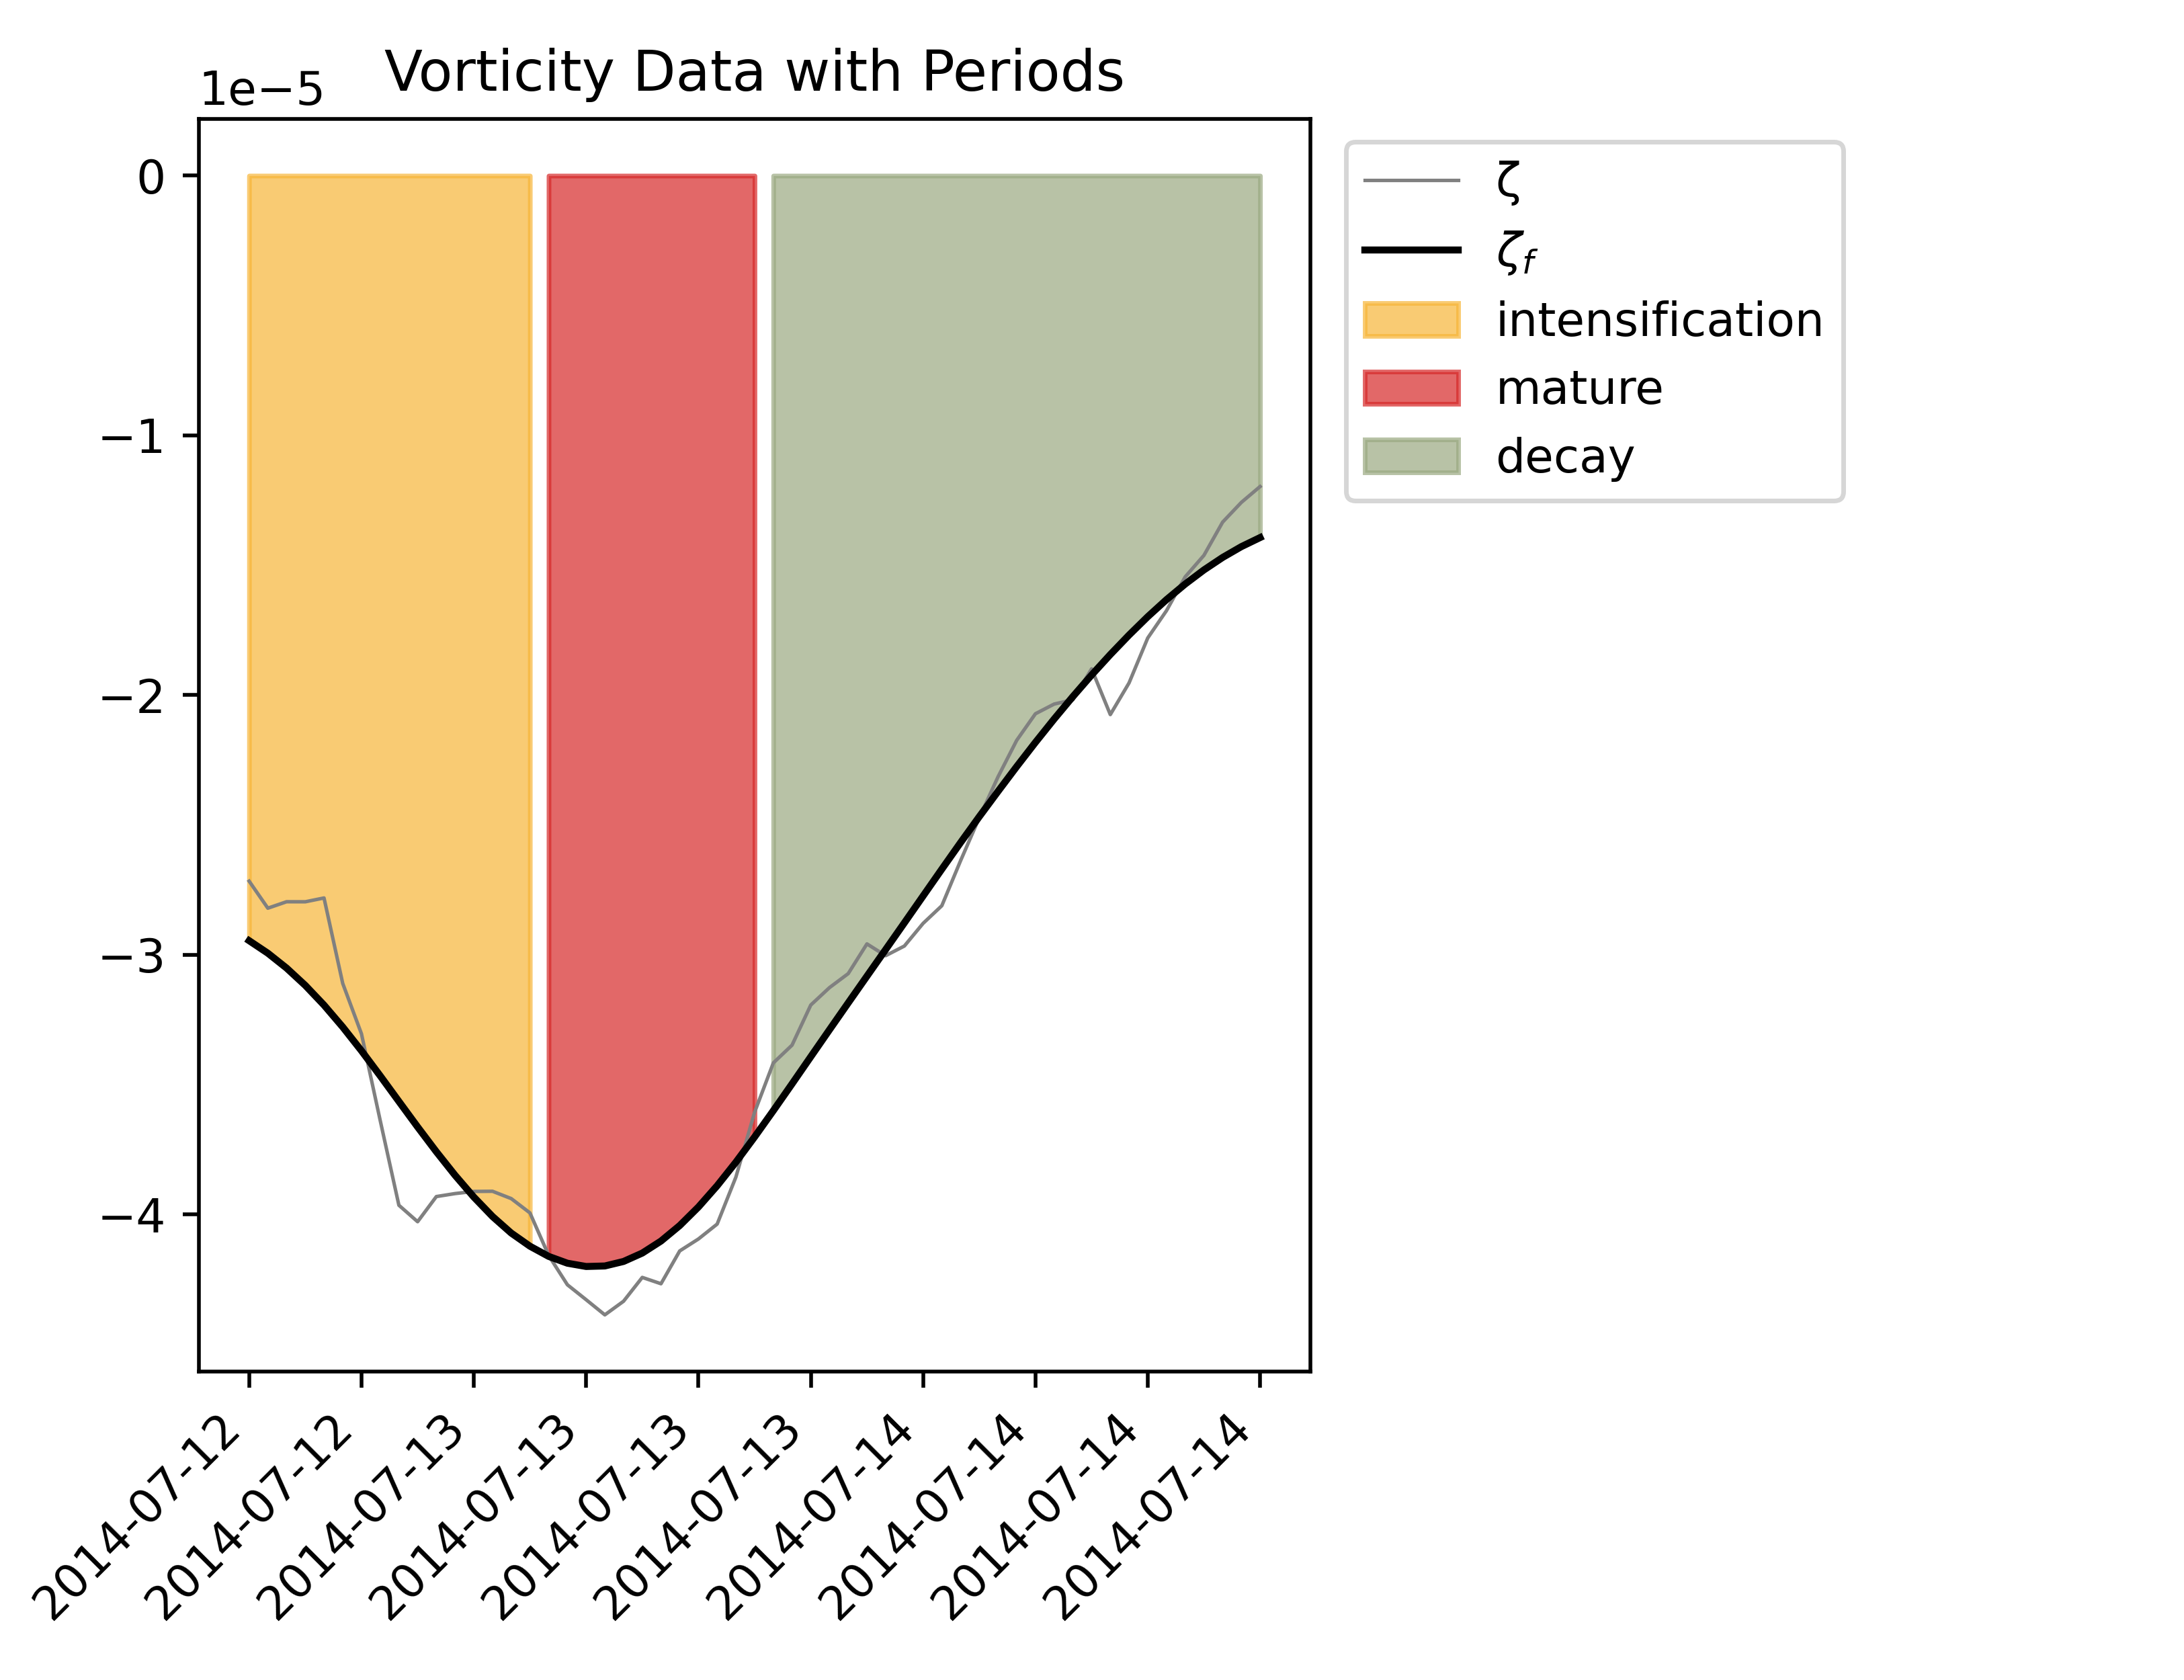 Vorticity Data with Periods
1e−5
0
−1
−2
−3
−4
2014-07-12
2014-07-12
2014-07-13
2014-07-13
2014-07-13
2014-07-13
2014-07-14
2014-07-14
2014-07-14
2014-07-14
ζ
ζf
intensification
mature
decay